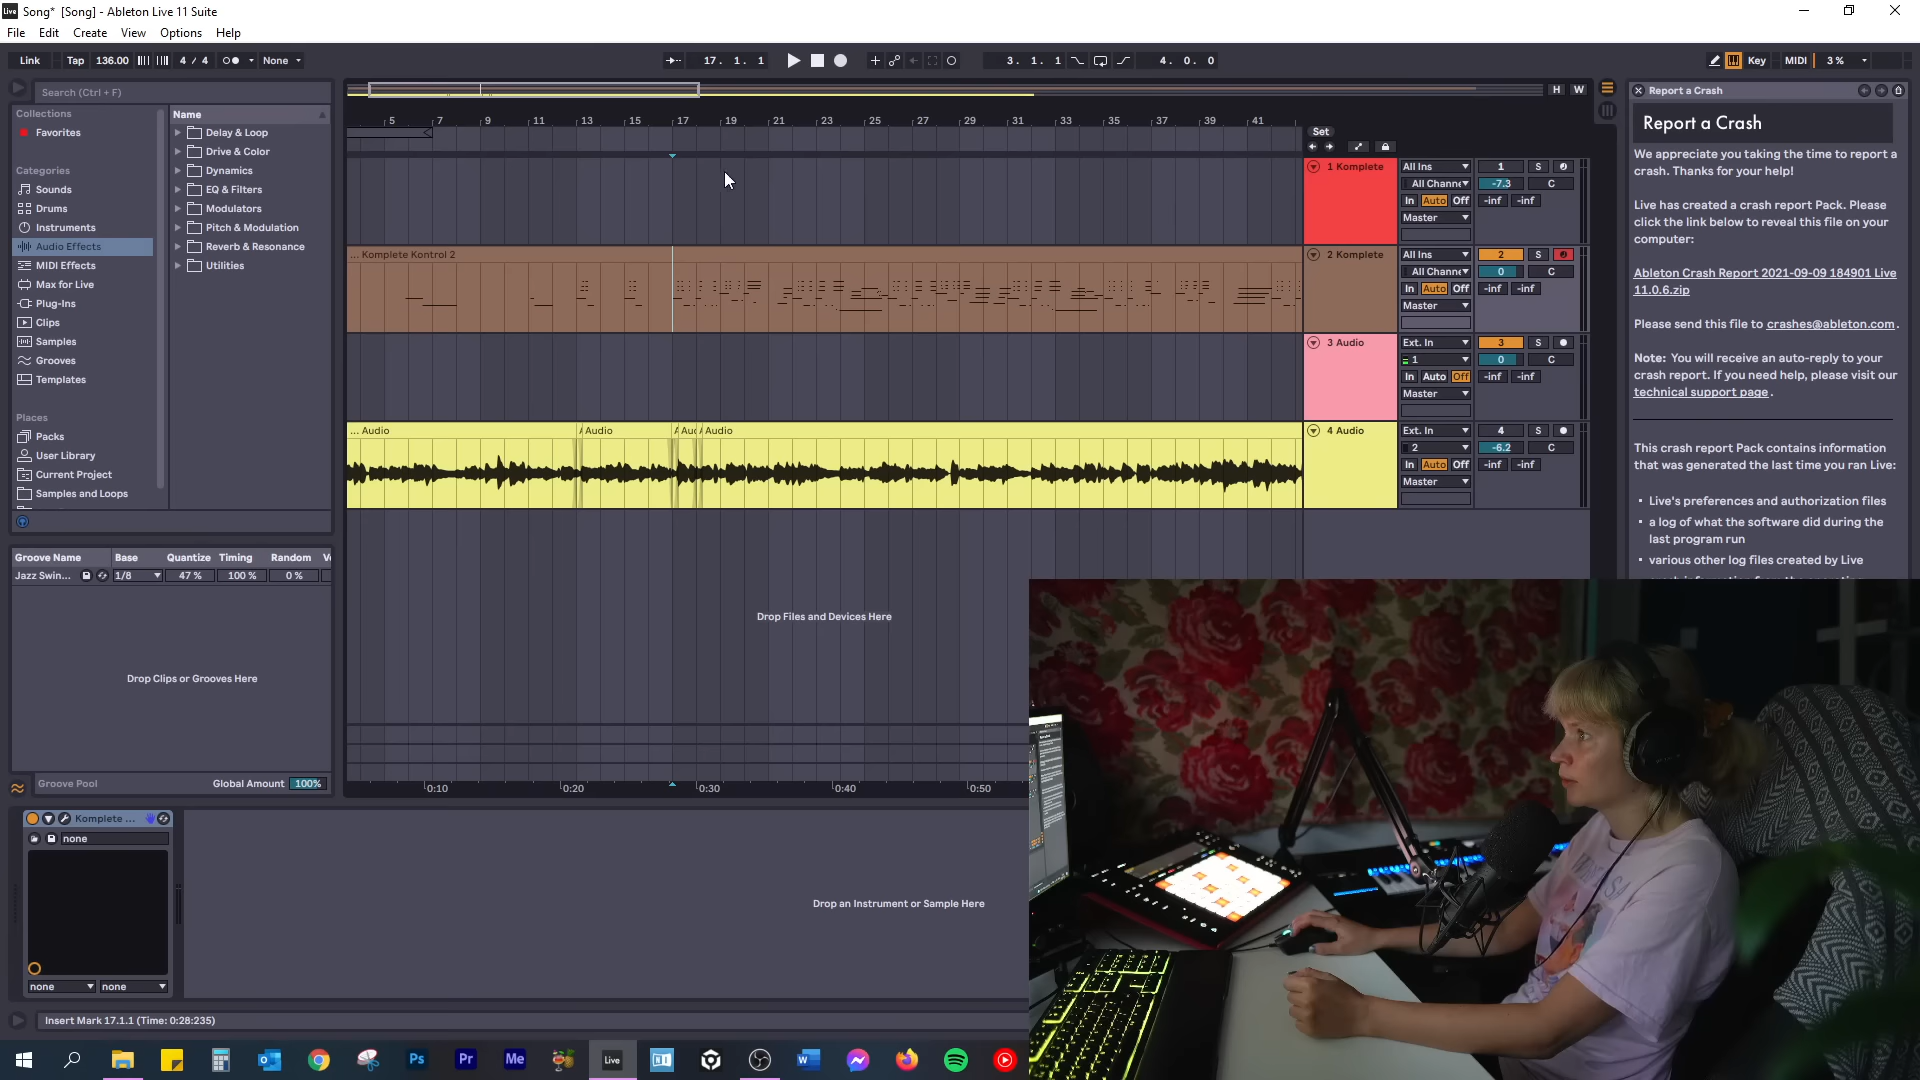 Live Song* [Song] - Ableton Live 11 Suite
File Edit Create View Options Help
Link Tap 136.00 4 / 4 None 17. 1. 1 3. 1. 1 4. 0. 0 Key MIDI 3 %
Search (Ctrl + F)
Collections
Favorites
Categories
Sounds
Drums
Instruments
Audio Effects
MIDI Effects
Max for Live
Plug-Ins
Clips
Samples
Grooves
Templates
Places
Packs
User Library
Current Project
Samples and Loops
Name
Delay & Loop
Drive & Color
Dynamics
EQ & Filters
Modulators
Pitch & Modulation
Reverb & Resonance
Utilities
Groove Name Base Quantize Timing Random
Jazz Swin... 1/8 47 % 100 % 0 %
Drop Clips or Grooves Here
Groove Pool Global Amount 100%
H W
5 7 9 11 13 15 17 19 21 23 25 27 29 31 33 35 37 39 41
Set
1 Komplete All Ins 1 S
All Channe -7.3 C
In Auto Off -inf -inf
Master
... Komplete Kontrol 2
2 Komplete All Ins 2 S
All Channe 0 C
In Auto Off -inf -inf
Master
3 Audio Ext. In 3 S
1 0 C
In Auto Off -inf -inf
Master
... Audio Audio Auc Audio
4 Audio Ext. In 4 S
2 -6.2 C
In Auto Off -inf -inf
Master
Drop Files and Devices Here
0:10 0:20 0:30 0:40 0:50
Report a Crash
Report a Crash
We appreciate you taking the time to report a
crash. Thanks for your help!
Live has created a crash report Pack. Please
click the link below to reveal this file on your
computer:
Ableton Crash Report 2021-09-09 184901 Live
11.0.6.zip
Please send this file to crashes@ableton.com.
Note: You will receive an auto-reply to your
crash report. If you need help, please visit our
technical support page.
This crash report Pack contains information
that was generated the last time you ran Live:
Live's preferences and authorization files
a log of what the software did during the
last program run
various other log files created by Live
Komplete ...
none
none none
Drop an Instrument or Sample Here
Insert Mark 17.1.1 (Time: 0:28:235)
Ps Pr Me Live